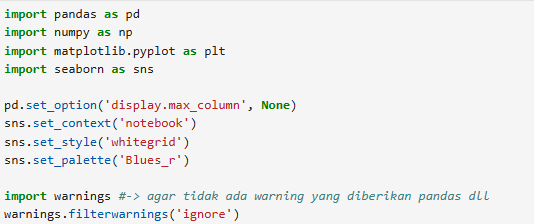 import pandas as pd
import numpy as np
import matplotlib.pyplot as plt
import seaborn as sns
pd.set_option('display.max_column', None)
sns.set_context('notebook')
sns.set_style('whitegrid')
sns.set_palette('Blues_r')
import warnings #-> agar tidak ada warning yang diberikan pandas dll
warnings.filterwarnings('ignore')